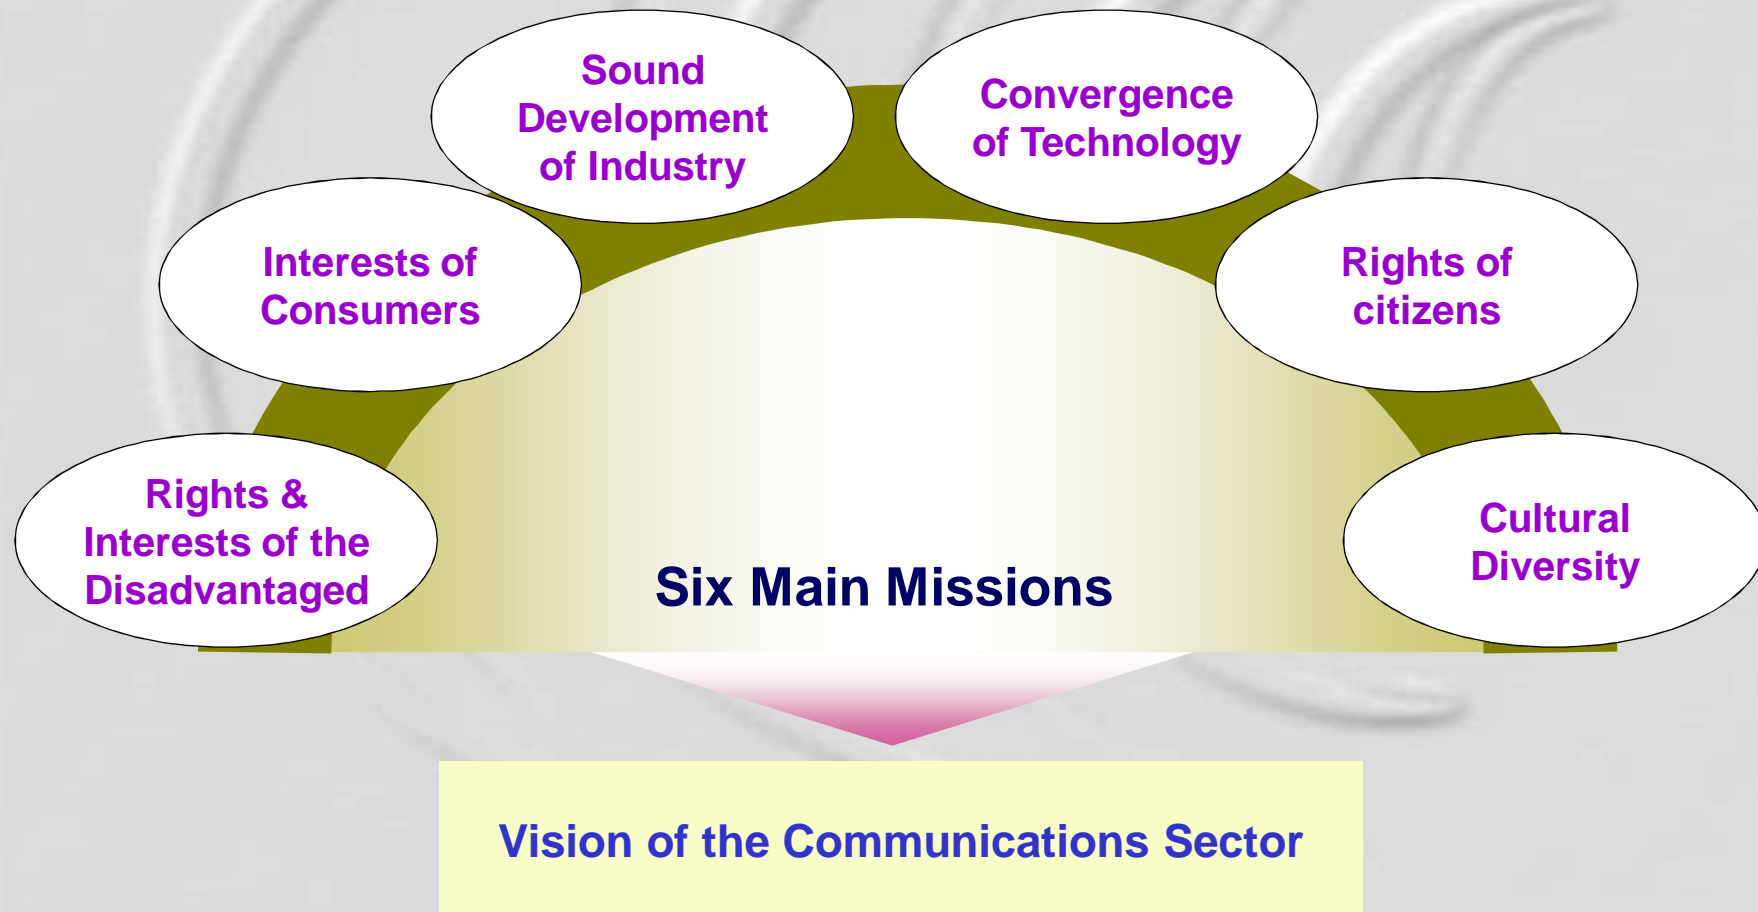 Sound
Development
of Industry
Convergence
of Technology
Interests of
Consumers
Rights of
citizens
Rights &
Interests of the
Disadvantaged
Cultural
Diversity
Six Main Missions
Vision of the Communications Sector